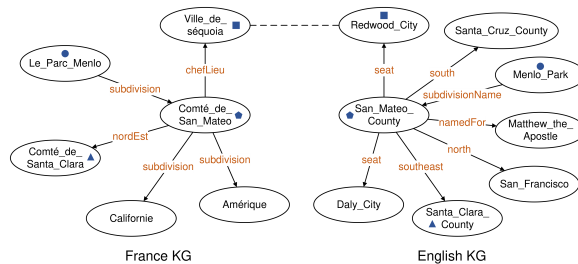 Ville_de_
séquoia
Redwood_City
Santa_Cruz_County
Le_Parc_Menlo
chefLieu
seat
south
Menlo_Park
subdivision
subdivisionName
Comté_de_
San_Mateo
San_Mateo_
County
namedFor
Matthew_the_
Apostle
nordEst
Comté_de_
Santa_Clara
subdivision
subdivision
seat
southeast
north
San_Francisco
Californie
Amérique
Daly_City
Santa_Clara_
County
France KG
English KG